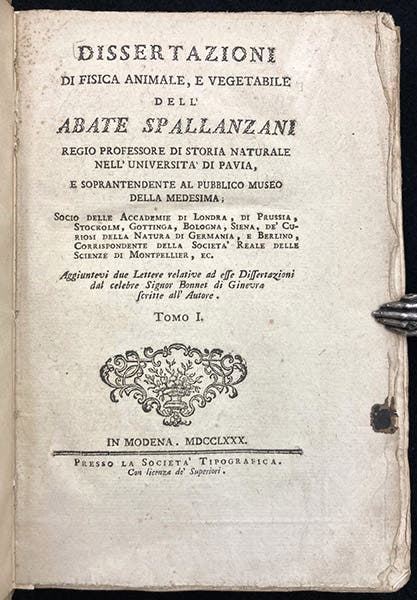 DISSERTAZIONI
DI FISICA ANIMALE, E VEGETABILE
DELL'
ABATE SPALLANZANI
REGIO PROFESSORE DI STORIA NATURALE
NELL' UNIVERSITA' DI PAVIA,
E SOPRANTENDENTE AL PUBBLICO MUSEO
DELLA MEDESIMA;
SOCIO DELLE ACCADEMIE DI LONDRA, DI PRUSSIA,
STOCKOLM, GOTTINGA, BOLOGNA, SIENA, DE' CU-
RIOSI DELLA NATURA DI GERMANIA, E BERLINO,
CORRISPONDENTE DELLA SOCIETA' REALE DELLE
SCIENZE DI MONTPELLIER, EC.
Aggiuntevi due Lettere relative ad esse Dissertazioni
dal celebre Signor Bonnet di Ginevra
scritte all' Autore.
TOMO I.
IN MODENA. MDCCLXXX.
PRESSO LA SOCIETA' TIPOGRAFICA.
Con licenza de' Superiori.